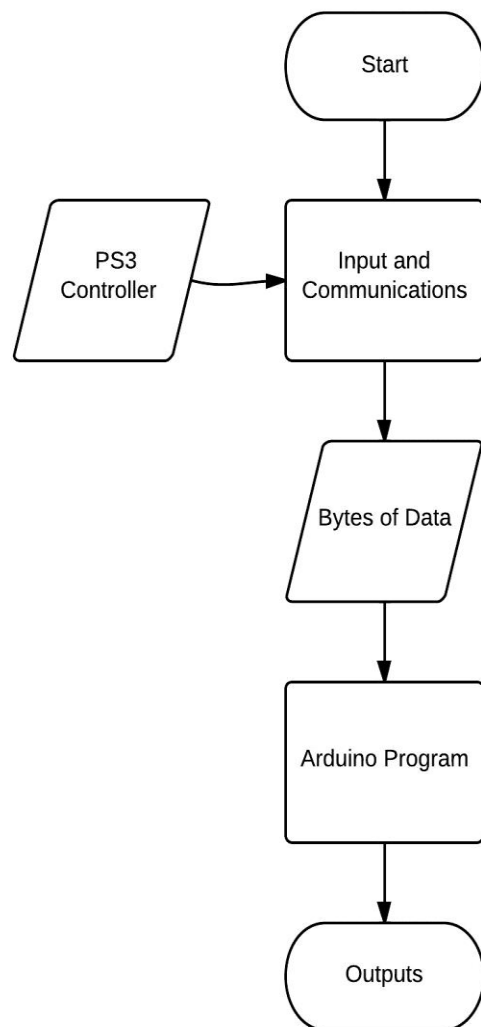 Start
PS3
Controller
Input and
Communications
Bytes of Data
Arduino Program
Outputs